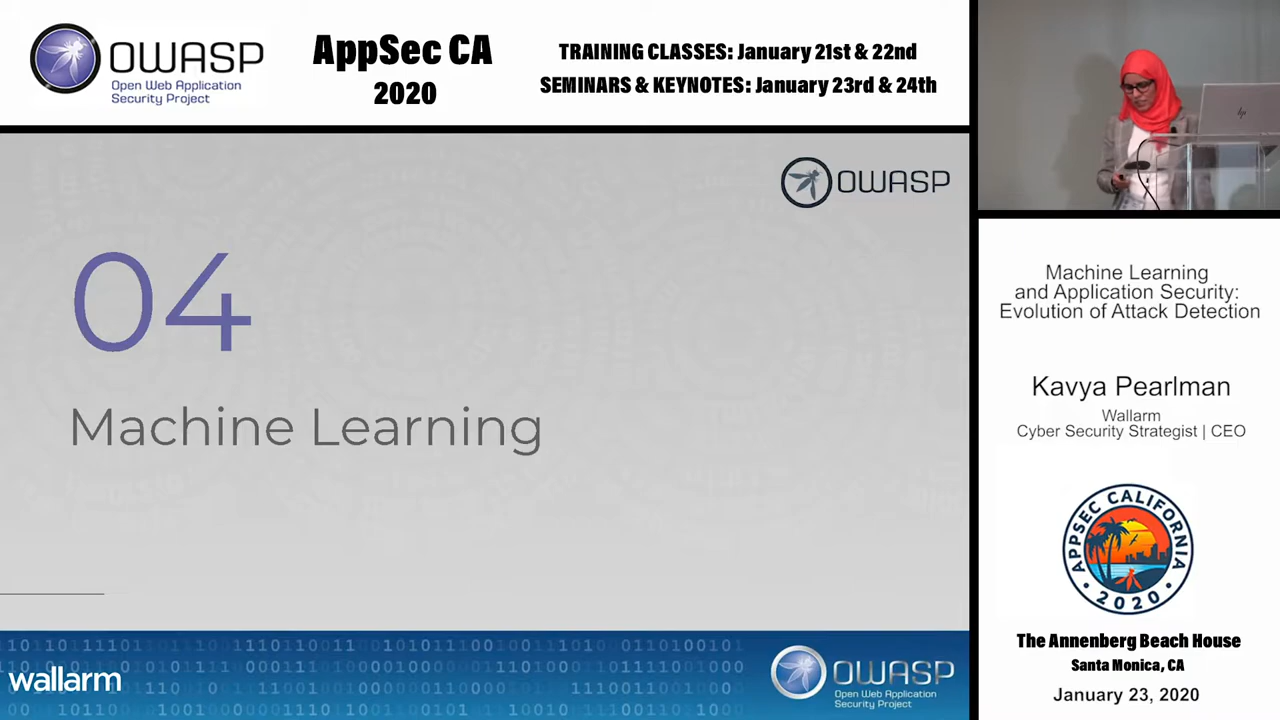 OWASP
Open Web Application
Security Project
AppSec CA
2020
TRAINING CLASSES: January 21st & 22nd
SEMINARS & KEYNOTES: January 23rd & 24th
OWASP
04
Machine Learning
wallarm
OWASP
Open Web Application
Security Project
hp
Machine Learning
and Application Security:
Evolution of Attack Detection
Kavya Pearlman
Wallarm
Cyber Security Strategist | CEO
APPSEC CALIFORNIA
2020
The Annenberg Beach House
Santa Monica, CA
January 23, 2020